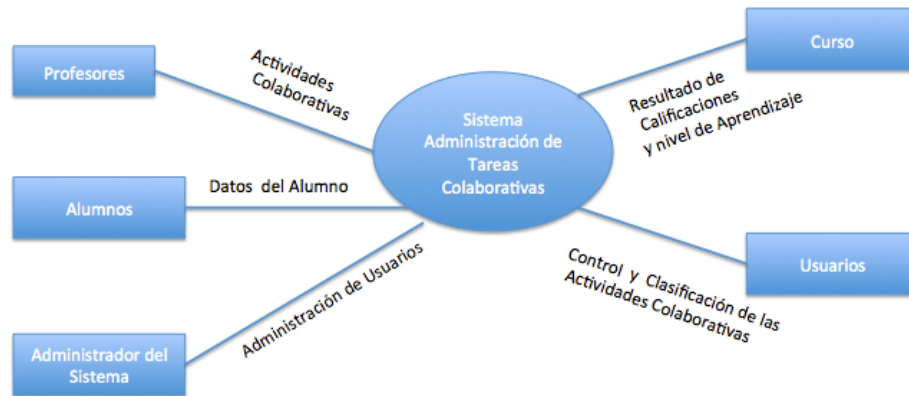 Profesores
Actividades
Colaborativas
Curso
Resultado de
Calificaciones
y nivel de Aprendizaje
Sistema
Administración de
Tareas
Colaborativas
Alumnos
Datos del Alumno
Usuarios
Control y Clasificación de las
Actividades Colaborativas
Administración de Usuarios
Administrador del
Sistema